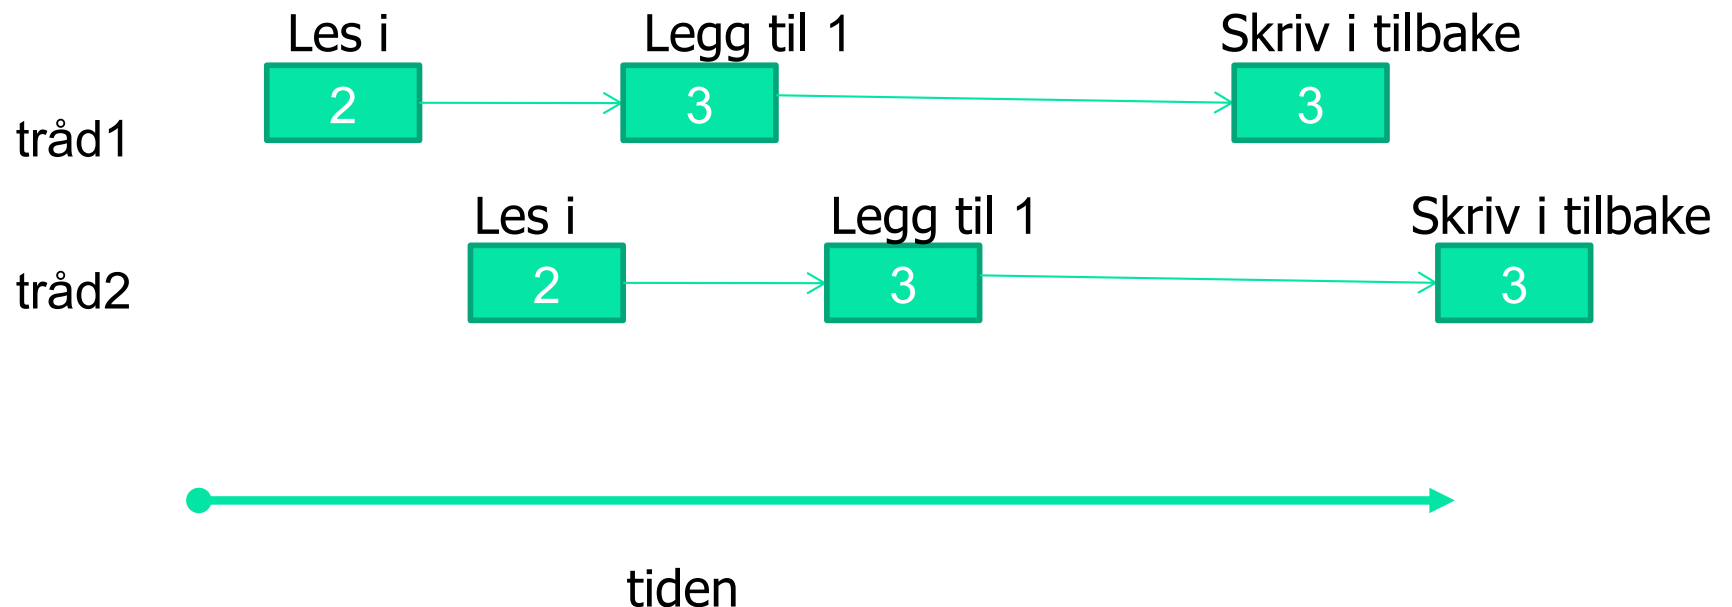 Les i Legg til 1 Skriv i tilbake
2 3 3
tråd1
Les i Legg til 1 Skriv i tilbake
2 3 3
tråd2
tiden